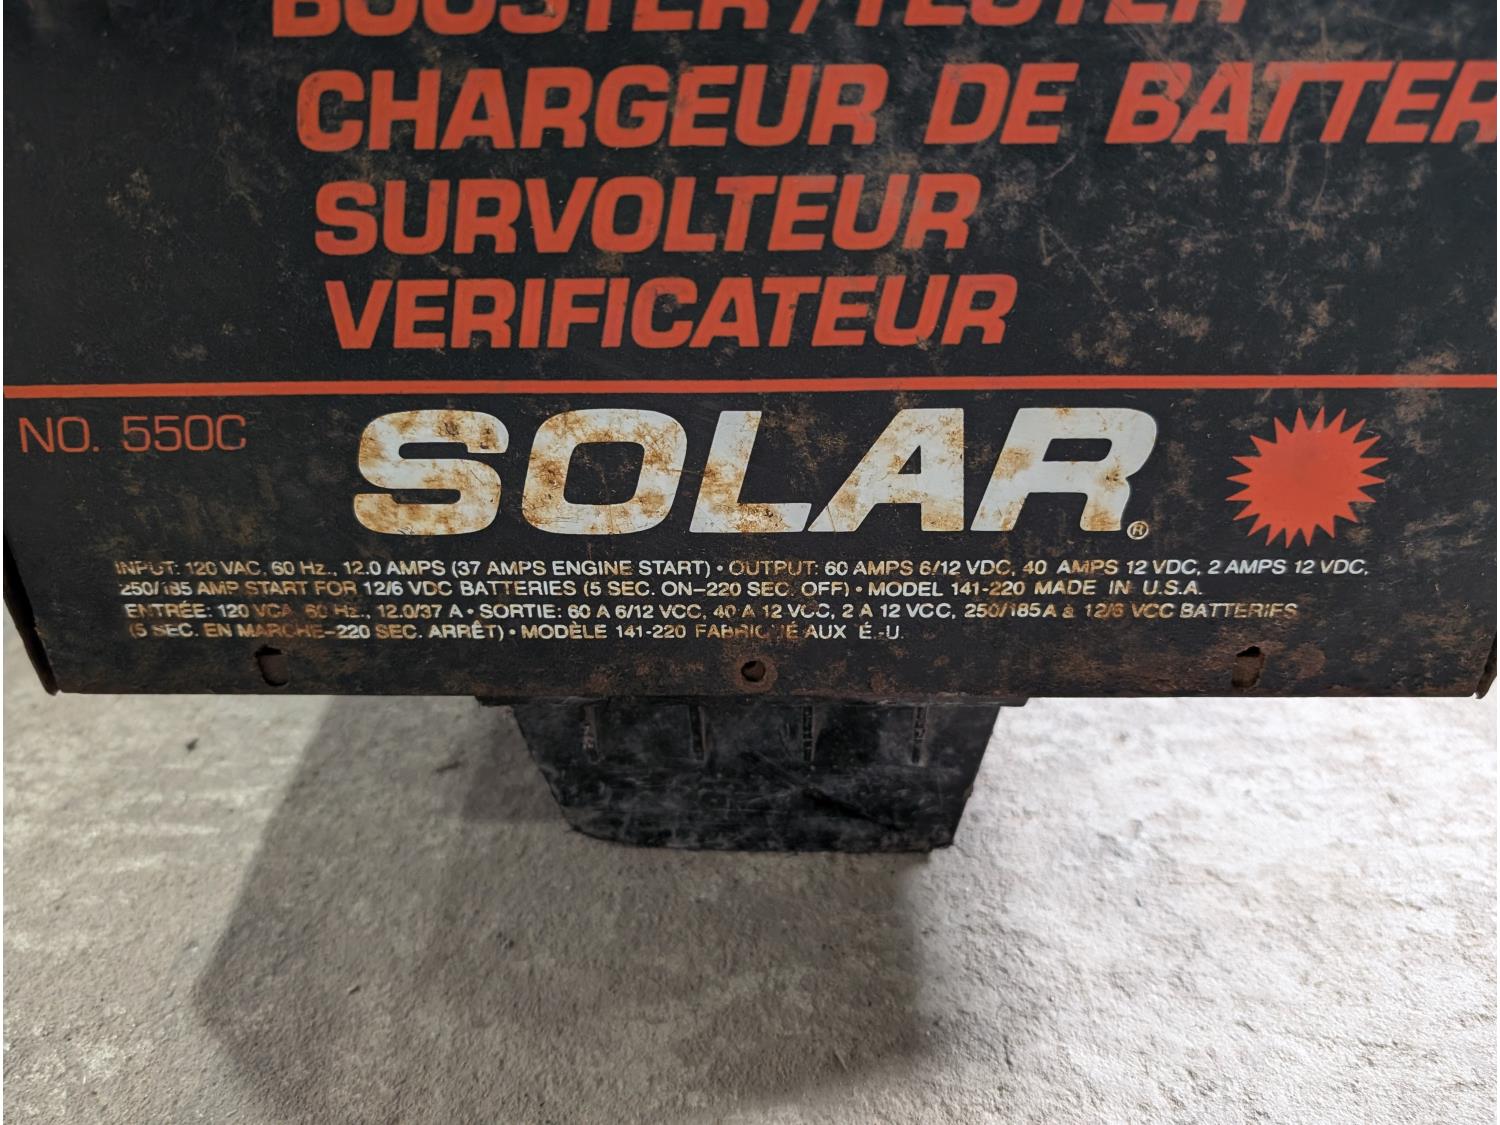 BOOSTER/TESTER
CHARGEUR DE BATTER
SURVOLTEUR
VERIFICATEUR
NO. 550C
SOLAR®
INPUT: 120 VAC, 60 Hz., 12.0 AMPS (37 AMPS ENGINE START) • OUTPUT: 60 AMPS 6/12 VDC, 40 AMPS 12 VDC, 2 AMPS 12 VDC,
250/185 AMP START FOR 12/6 VDC BATTERIES (5 SEC. ON–220 SEC. OFF) • MODEL 141-220 MADE IN U.S.A.
ENTRÉE: 120 VCA, 60 Hz., 12.0/37 A • SORTIE: 60 A 6/12 VCC, 40 A 12 VCC, 2 A 12 VCC, 250/185A à 12/6 VCC BATTERIES
(5 SEC. EN MARCHE–220 SEC. ARRÊT) • MODÈLE 141-220 FABRIQUÉ AUX É.-U.